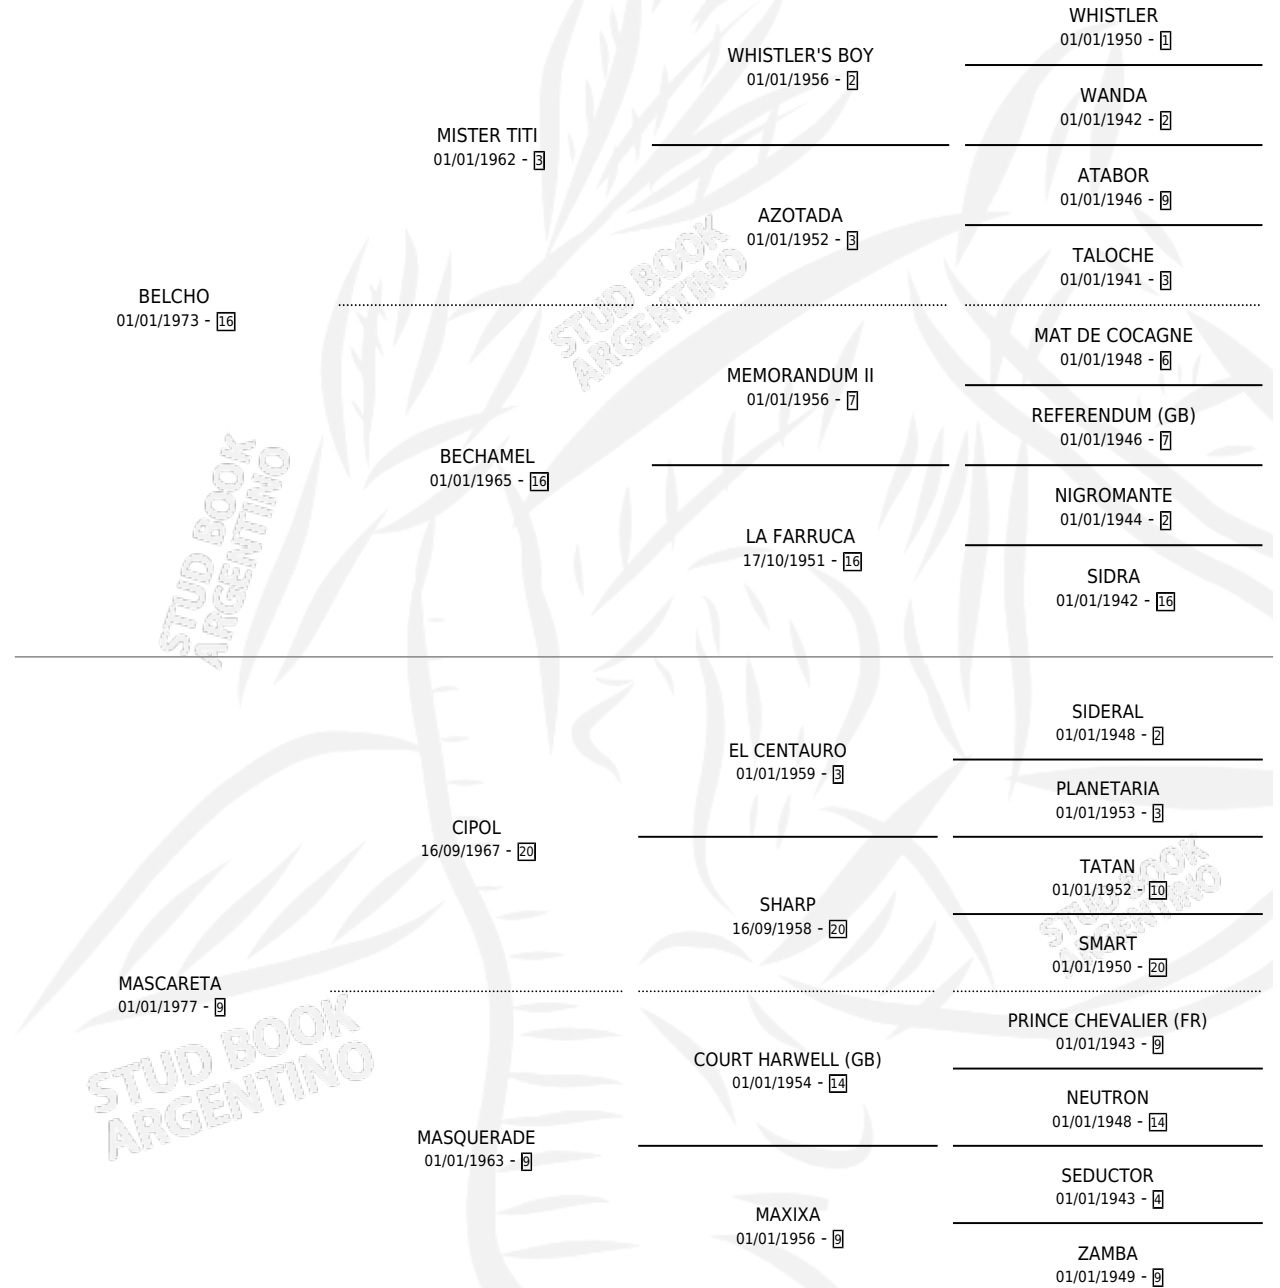 WHISTLER
01/01/1950 - 1
WHISTLER'S BOY
01/01/1956 - 2
WANDA
01/01/1942 - 2
MISTER TITI
01/01/1962 - 3
ATABOR
01/01/1946 - 9
AZOTADA
01/01/1952 - 3
TALOCHE
01/01/1941 - 3
BELCHO
01/01/1973 - 16
MAT DE COCAGNE
01/01/1948 - 6
MEMORANDUM II
01/01/1956 - 7
REFERENDUM (GB)
01/01/1946 - 7
BECHAMEL
01/01/1965 - 16
NIGROMANTE
01/01/1944 - 2
LA FARRUCA
17/10/1951 - 16
SIDRA
01/01/1942 - 16
STUD BOOK
ARGENTINO
STUD BOOK
ARGENTINO
SIDERAL
01/01/1948 - 2
EL CENTAURO
01/01/1959 - 3
PLANETARIA
01/01/1953 - 3
CIPOL
16/09/1967 - 20
TATAN
01/01/1952 - 10
SHARP
16/09/1958 - 20
SMART
01/01/1950 - 20
MASCARETA
01/01/1977 - 9
PRINCE CHEVALIER (FR)
01/01/1943 - 9
COURT HARWELL (GB)
01/01/1954 - 14
NEUTRON
01/01/1948 - 14
MASQUERADE
01/01/1963 - 9
SEDUCTOR
01/01/1943 - 4
MAXIXA
01/01/1956 - 9
ZAMBA
01/01/1949 - 9
STUD BOOK
ARGENTINO
STUD BOOK
ARGENTINO